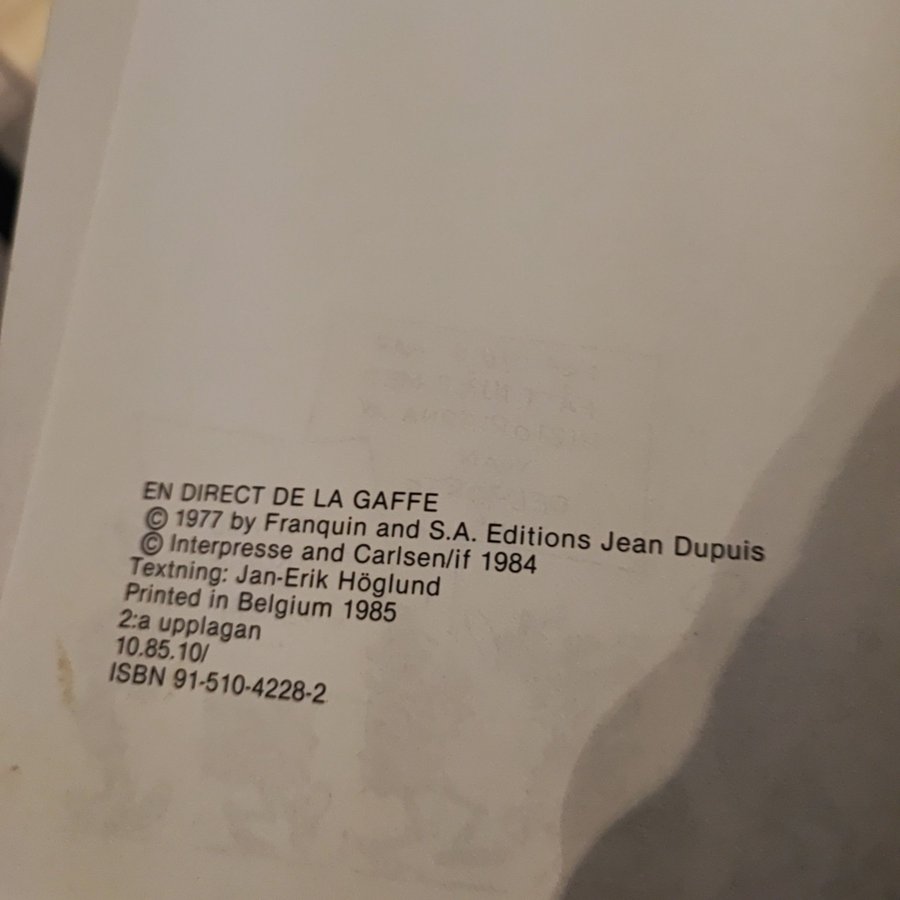 EN DIRECT DE LA GAFFE
© 1977 by Franquin and S.A. Editions Jean Dupuis
© Interpresse and Carlsen/if 1984
Textning: Jan-Erik Höglund
Printed in Belgium 1985
2:a upplagan
10.85.10/
ISBN 91-510-4228-2